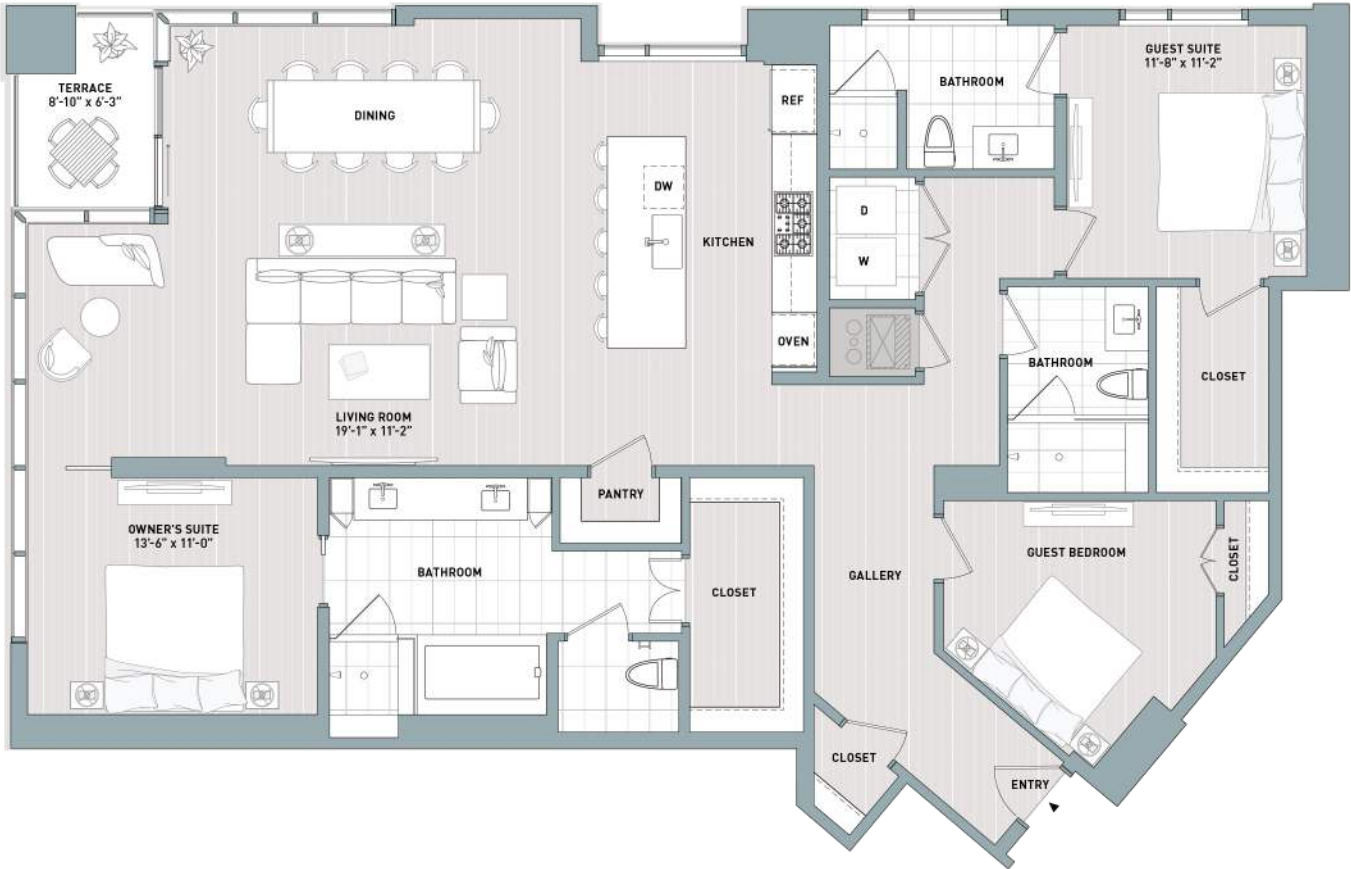 TERRACE
8'-10" x 6'-3"
DINING
REF
BATHROOM
GUEST SUITE
11'-8" x 11'-2"
DW
KITCHEN
D
W
OVEN
BATHROOM
CLOSET
LIVING ROOM
19'-1" x 11'-2"
PANTRY
OWNER'S SUITE
13'-6" x 11'-0"
BATHROOM
CLOSET
GALLERY
GUEST BEDROOM
CLOSET
CLOSET
ENTRY